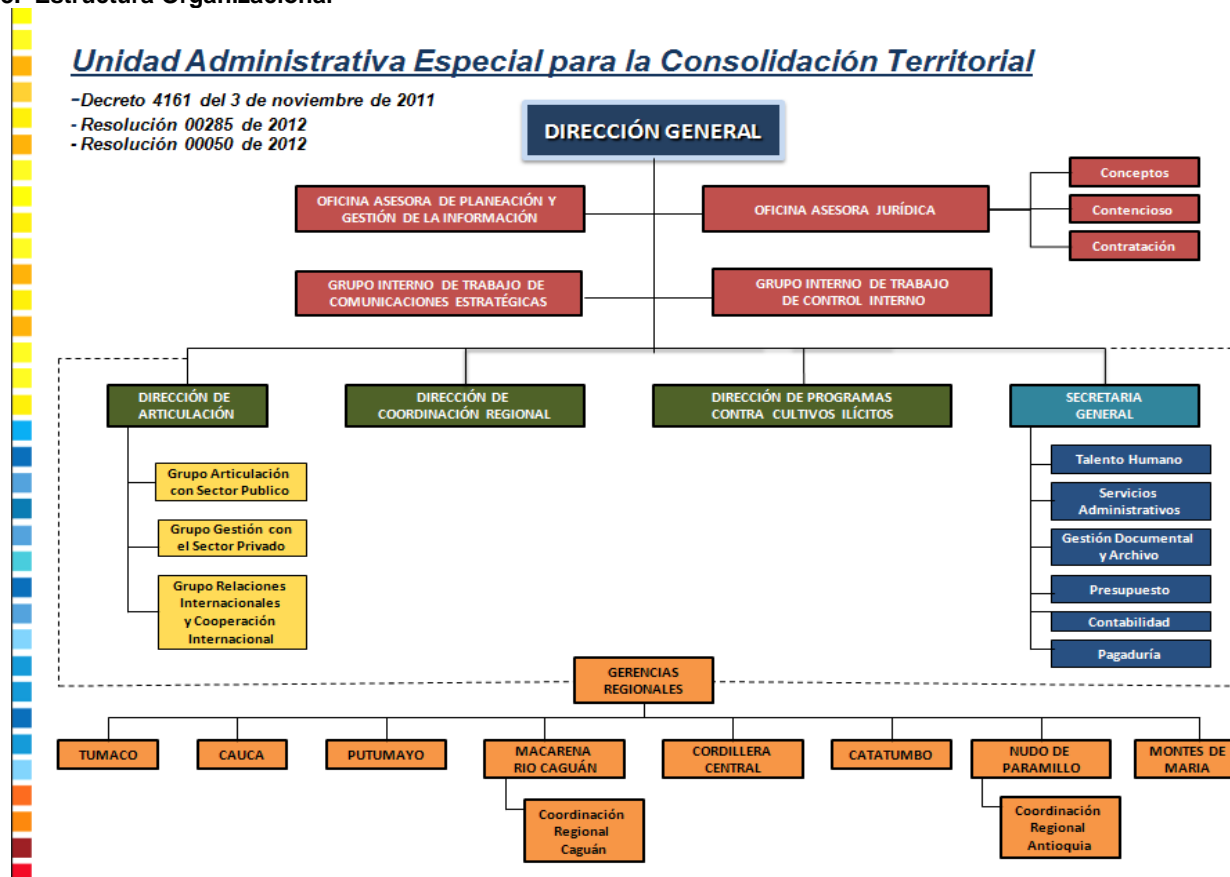 Estructura Organizacional
Unidad Administrativa Especial para la Consolidación Territorial
-Decreto 4161 del 3 de noviembre de 2011
- Resolución 00285 de 2012
- Resolución 00050 de 2012
DIRECCIÓN GENERAL
OFICINA ASESORA DE PLANEACIÓN Y
GESTIÓN DE LA INFORMACIÓN
OFICINA ASESORA JURÍDICA
Conceptos
Contencioso
Contratación
GRUPO INTERNO DE TRABAJO DE
COMUNICACIONES ESTRATÉGICAS
GRUPO INTERNO DE TRABAJO
DE CONTROL INTERNO
DIRECCIÓN DE
ARTICULACIÓN
DIRECCIÓN DE
COORDINACIÓN REGIONAL
DIRECCIÓN DE PROGRAMAS
CONTRA CULTIVOS ILÍCITOS
SECRETARIA
GENERAL
Grupo Articulación
con Sector Publico
Grupo Gestión con
el Sector Privado
Grupo Relaciones
Internacionales
y Cooperación
Internacional
Talento Humano
Servicios
Administrativos
Gestión Documental
y Archivo
Presupuesto
Contabilidad
Pagaduría
GERENCIAS
REGIONALES
TUMACO
CAUCA
PUTUMAYO
MACARENA
RIO CAGUÁN
CORDILLERA
CENTRAL
CATATUMBO
NUDO DE
PARAMILLO
MONTES DE
MARIA
Coordinación
Regional
Caguán
Coordinación
Regional
Antioquia